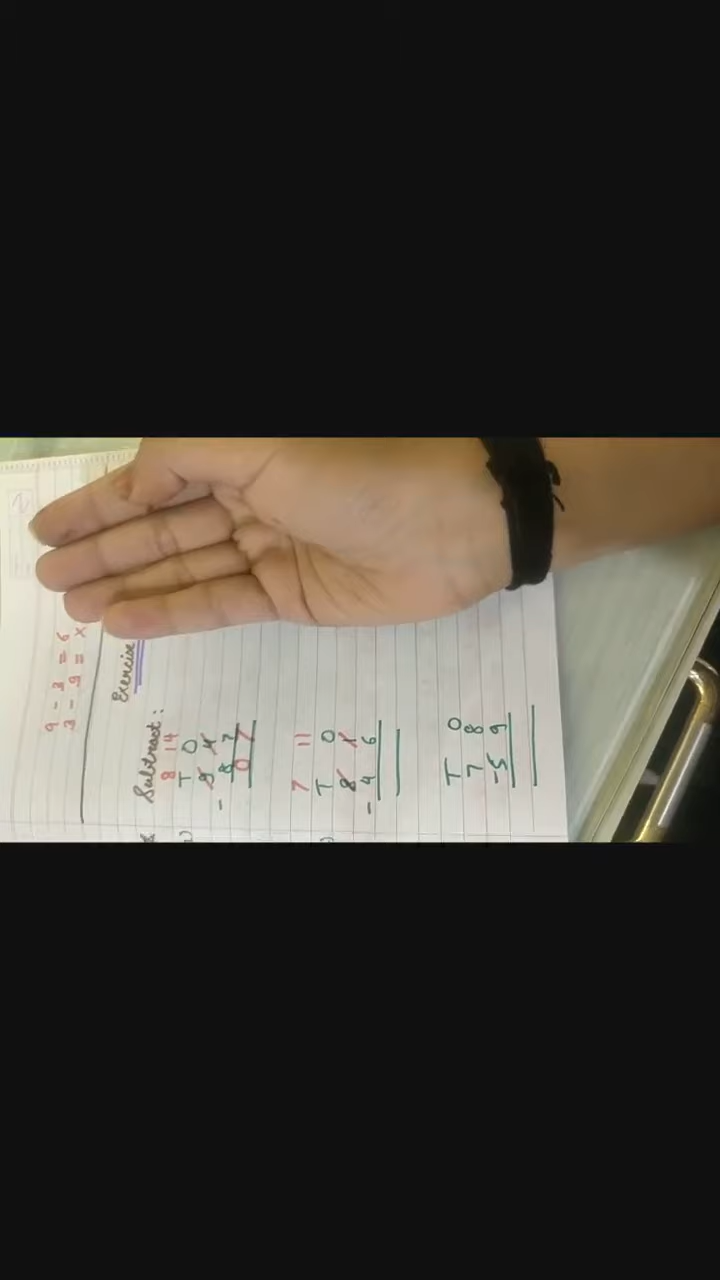 9 - 3 = 6
3 - 9 = ×
Exercise
Subtract:
8 14
T O
9 4
- 8 7
0 7
7 11
T O
8 1
- 4 6
T O
7 8
- 5 9